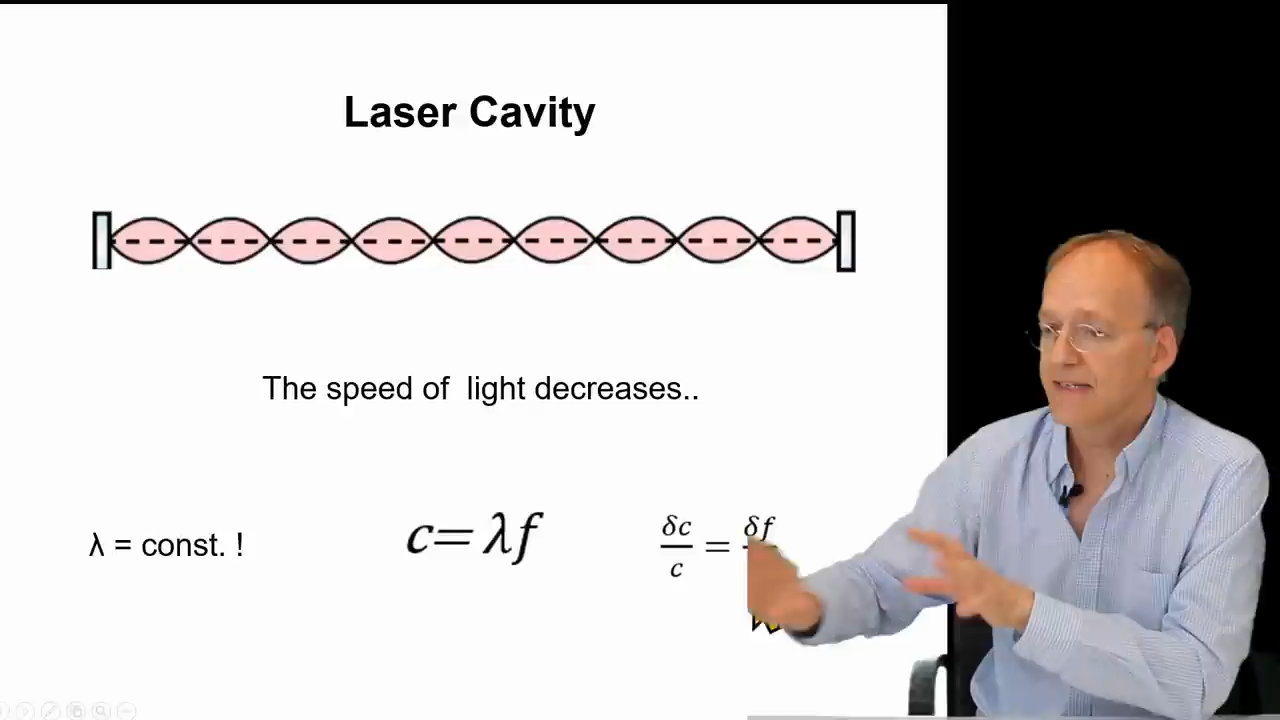 Laser Cavity
The speed of light decreases..
λ = const. !
c= λf
δc/c = δf